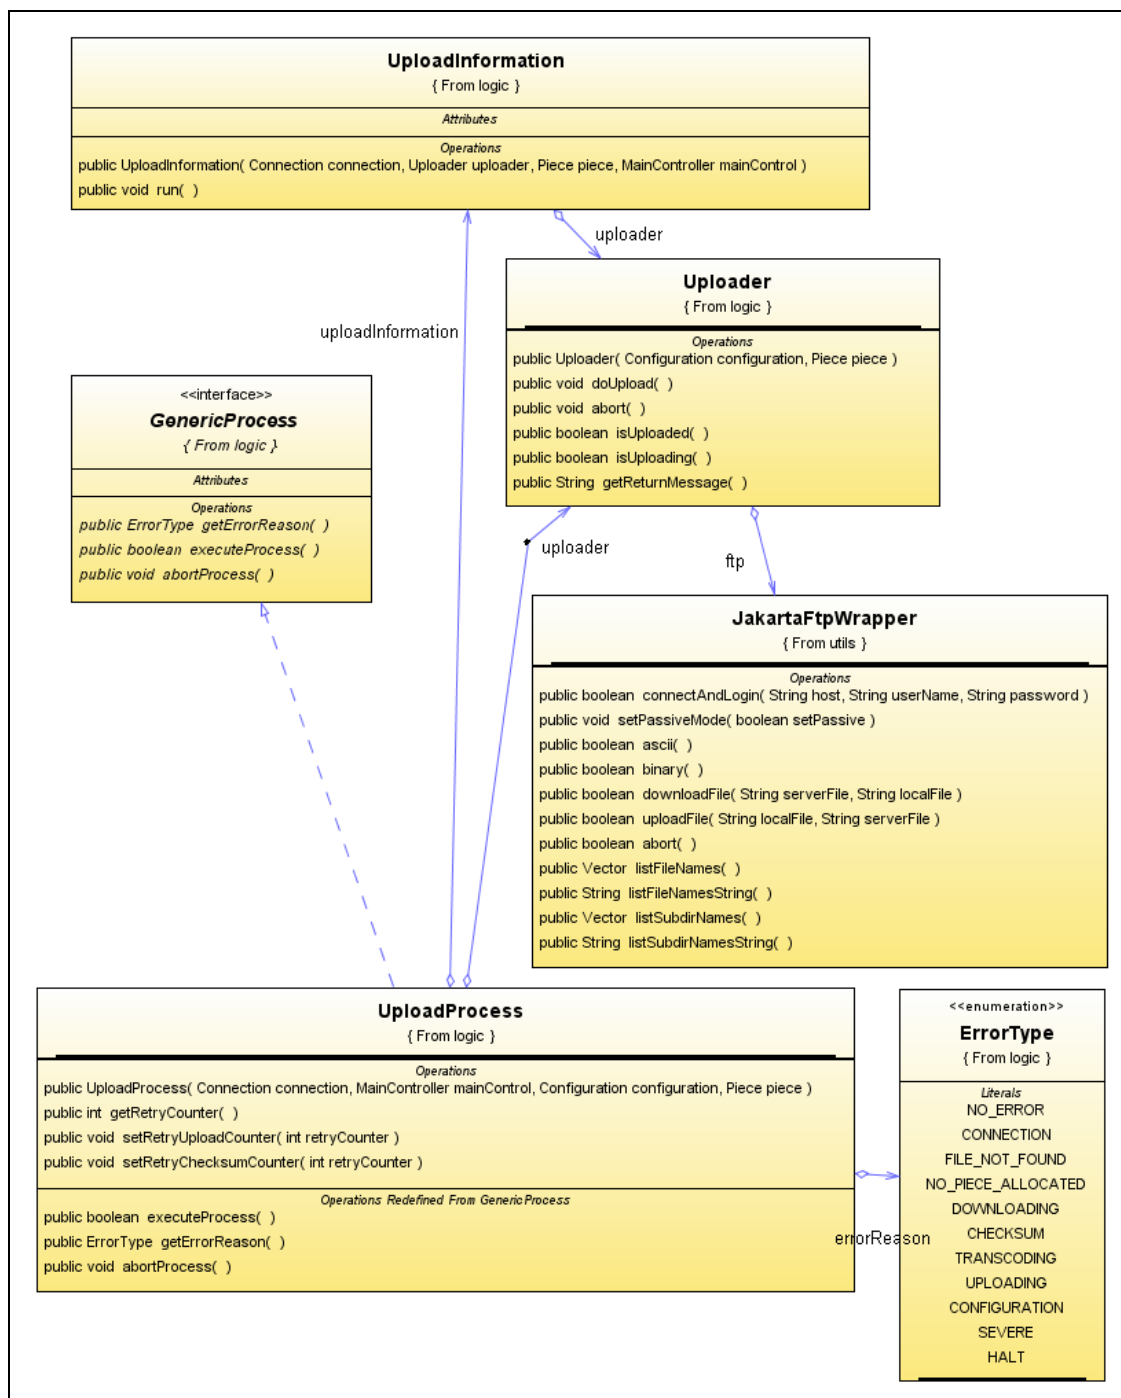 UploadInformation
{ From logic }
Attributes
Operations
public UploadInformation( Connection connection, Uploader uploader, Piece piece, MainController mainControl )
public void run( )
uploader
Uploader
{ From logic }
Operations
public Uploader( Configuration configuration, Piece piece )
public void doUpload( )
public void abort( )
public boolean isUploaded( )
public boolean isUploading( )
public String getReturnMessage( )
uploadInformation
<<interface>>
GenericProcess
{ From logic }
Attributes
Operations
public ErrorType getErrorReason( )
public boolean executeProcess( )
public void abortProcess( )
uploader
ftp
JakartaFtpWrapper
{ From utils }
Operations
public boolean connectAndLogin( String host, String userName, String password )
public void setPassiveMode( boolean setPassive )
public boolean ascii( )
public boolean binary( )
public boolean downloadFile( String serverFile, String localFile )
public boolean uploadFile( String localFile, String serverFile )
public boolean abort( )
public Vector listFileNames( )
public String listFileNamesString( )
public Vector listSubdirNames( )
public String listSubdirNamesString( )
UploadProcess
{ From logic }
Operations
public UploadProcess( Connection connection, MainController mainControl, Configuration configuration, Piece piece )
public int getRetryCounter( )
public void setRetryUploadCounter( int retryCounter )
public void setRetryChecksumCounter( int retryCounter )
Operations Redefined From GenericProcess
public boolean executeProcess( )
public ErrorType getErrorReason( )
public void abortProcess( )
errorReason
<<enumeration>>
ErrorType
{ From logic }
Literals
NO_ERROR
CONNECTION
FILE_NOT_FOUND
NO_PIECE_ALLOCATED
DOWNLOADING
CHECKSUM
TRANSCODING
UPLOADING
CONFIGURATION
SEVERE
HALT